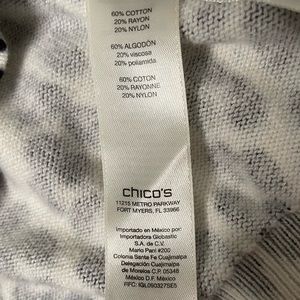 60% COTTON
20% RAYON
20% NYLON
60% ALGODÓN
20% viscosa
20% poliamida
60% COTON
20% RAYONNE
20% NYLON
chico's
11215 METRO PARKWAY
FORT MYERS, FL 33966
Importado en México por:
Importadora Globastic
S.A. de C.V.
Mario Pani #200
Colonia Santa Fe Cuajimalpa
Delegación Cuajimalpa
de Morelos C.P. 05348
México D.F. México
RFC: IGL0903275E5